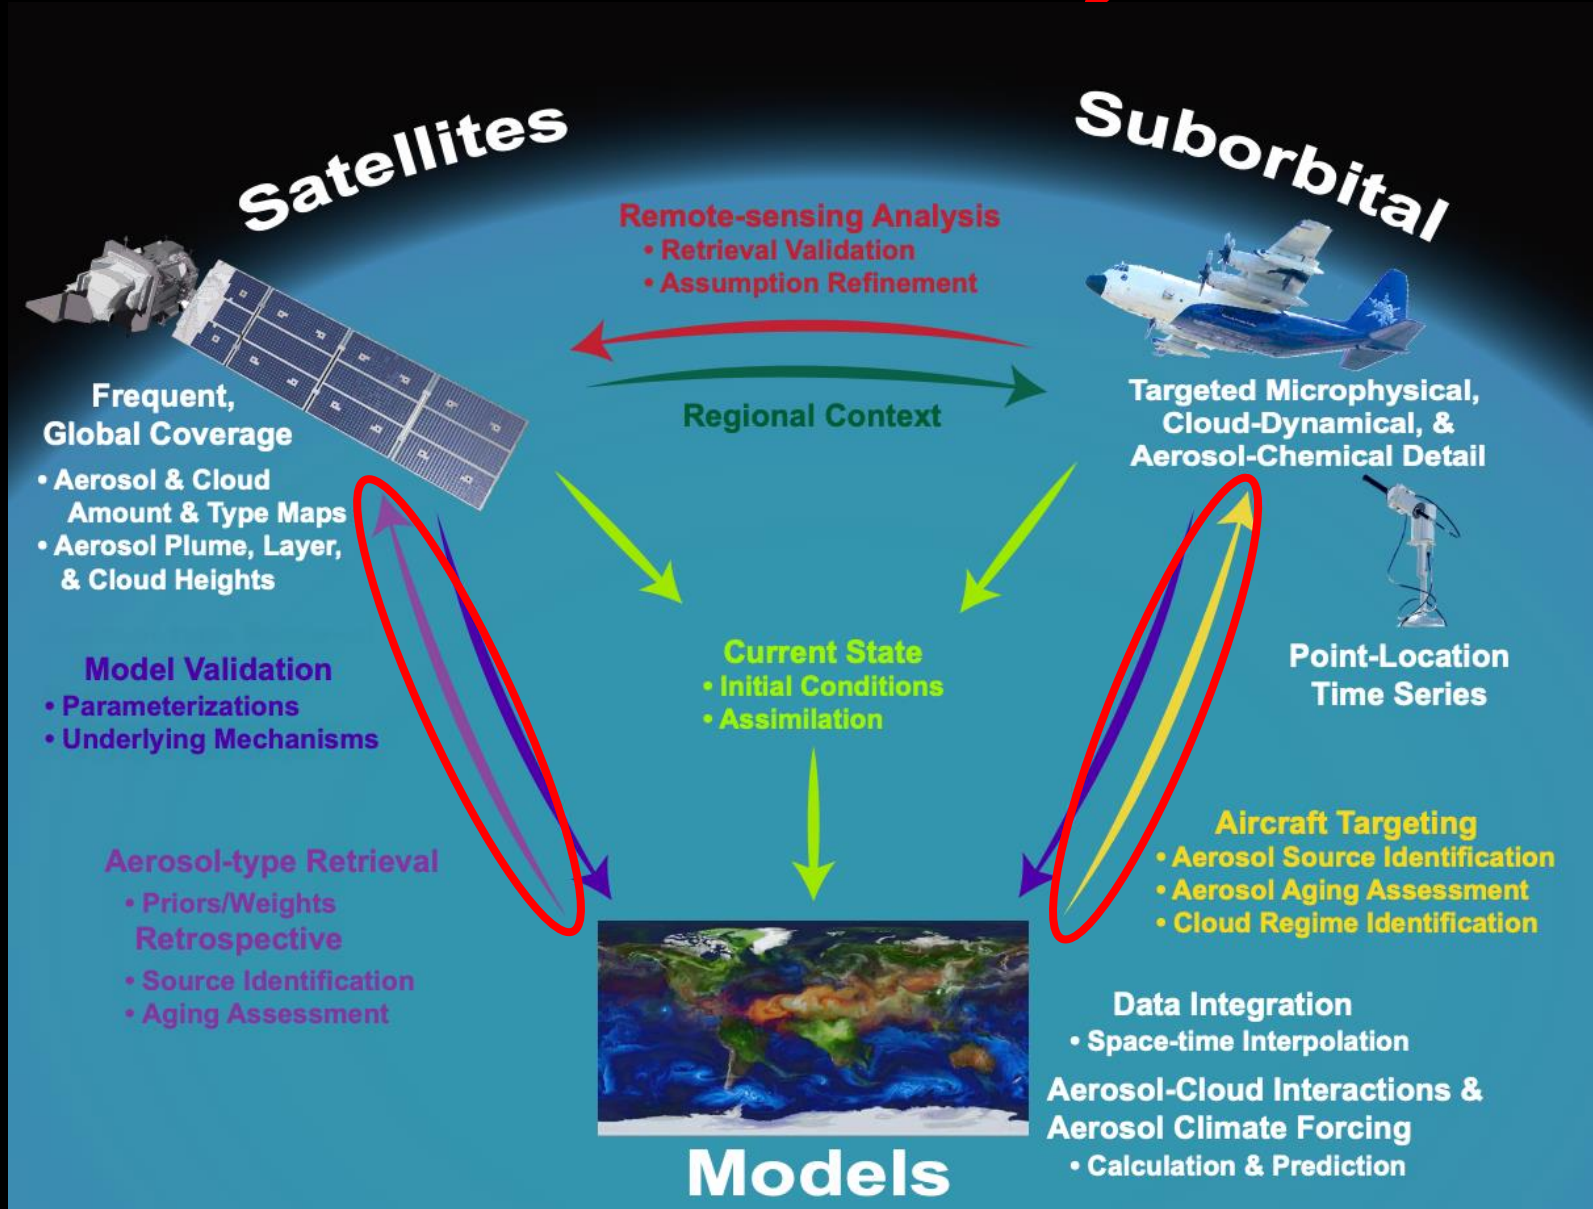 Satellites
Suborbital
Remote-sensing Analysis
• Retrieval Validation
• Assumption Refinement
Regional Context
Frequent,
Global Coverage
• Aerosol & Cloud
Amount & Type Maps
• Aerosol Plume, Layer,
& Cloud Heights
Targeted Microphysical,
Cloud-Dynamical, &
Aerosol-Chemical Detail
Point-Location
Time Series
Model Validation
• Parameterizations
• Underlying Mechanisms
Current State
• Initial Conditions
• Assimilation
Aerosol-type Retrieval
• Priors/Weights
Retrospective
• Source Identification
• Aging Assessment
Aircraft Targeting
• Aerosol Source Identification
• Aerosol Aging Assessment
• Cloud Regime Identification
Data Integration
• Space-time Interpolation
Aerosol-Cloud Interactions &
Aerosol Climate Forcing
• Calculation & Prediction
Models